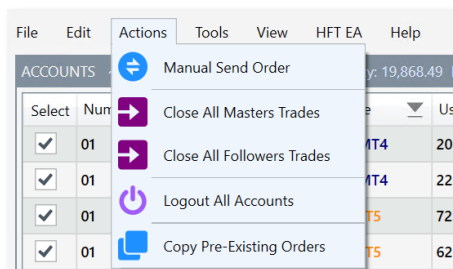 File Edit Actions Tools View HFT EA Help
ACCOUNTS y: 19,868.49
Manual Send Order
Select Num e Us
Close All Masters Trades
01 MT4 20
Close All Followers Trades
01 MT4 22
Logout All Accounts
01 T5 72
Copy Pre-Existing Orders
01 T5 62